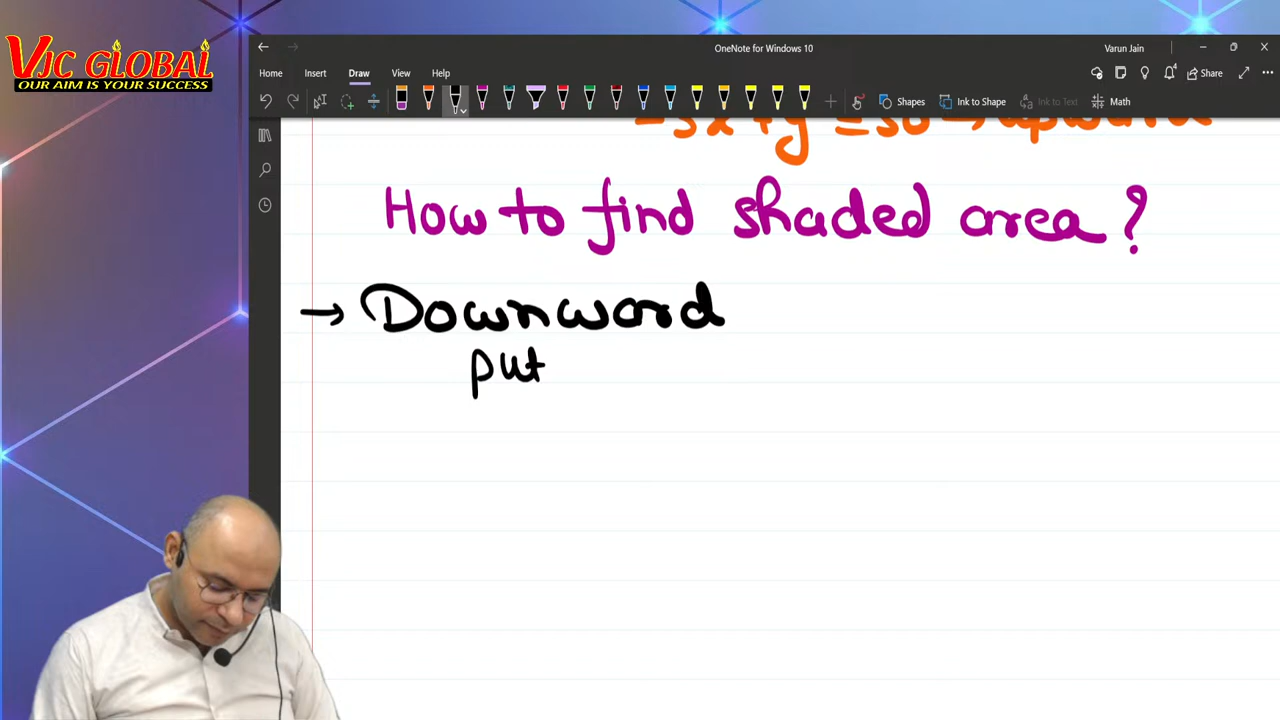 VJC GLOBAL
OUR AIM IS YOUR SUCCESS
OneNote for Windows 10
Varun Jain
Home Insert Draw View Help
Share
Shapes Ink to Shape Ink to Text Math
How to find shaded area?
→ Downward
put